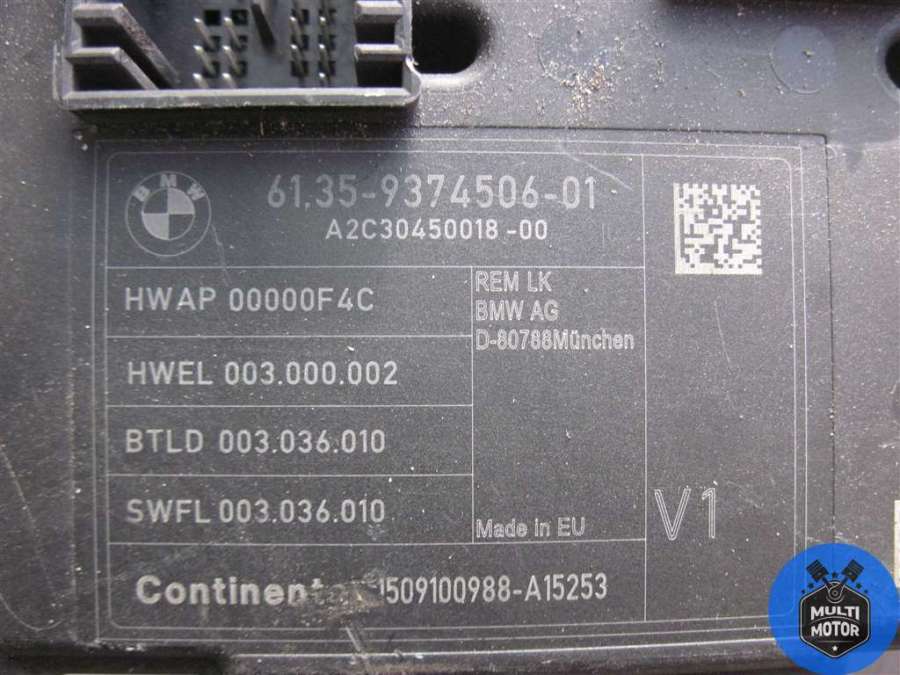 BMW
61.35-9374506-01
A2C30450018-00
HWAP 00000F4C
REM LK
BMW AG
D-80788München
HWEL 003.000.002
BTLD 003.036.010
SWFL 003.036.010
Made in EU
V1
1509100988-A15253
MULTI
MOTOR